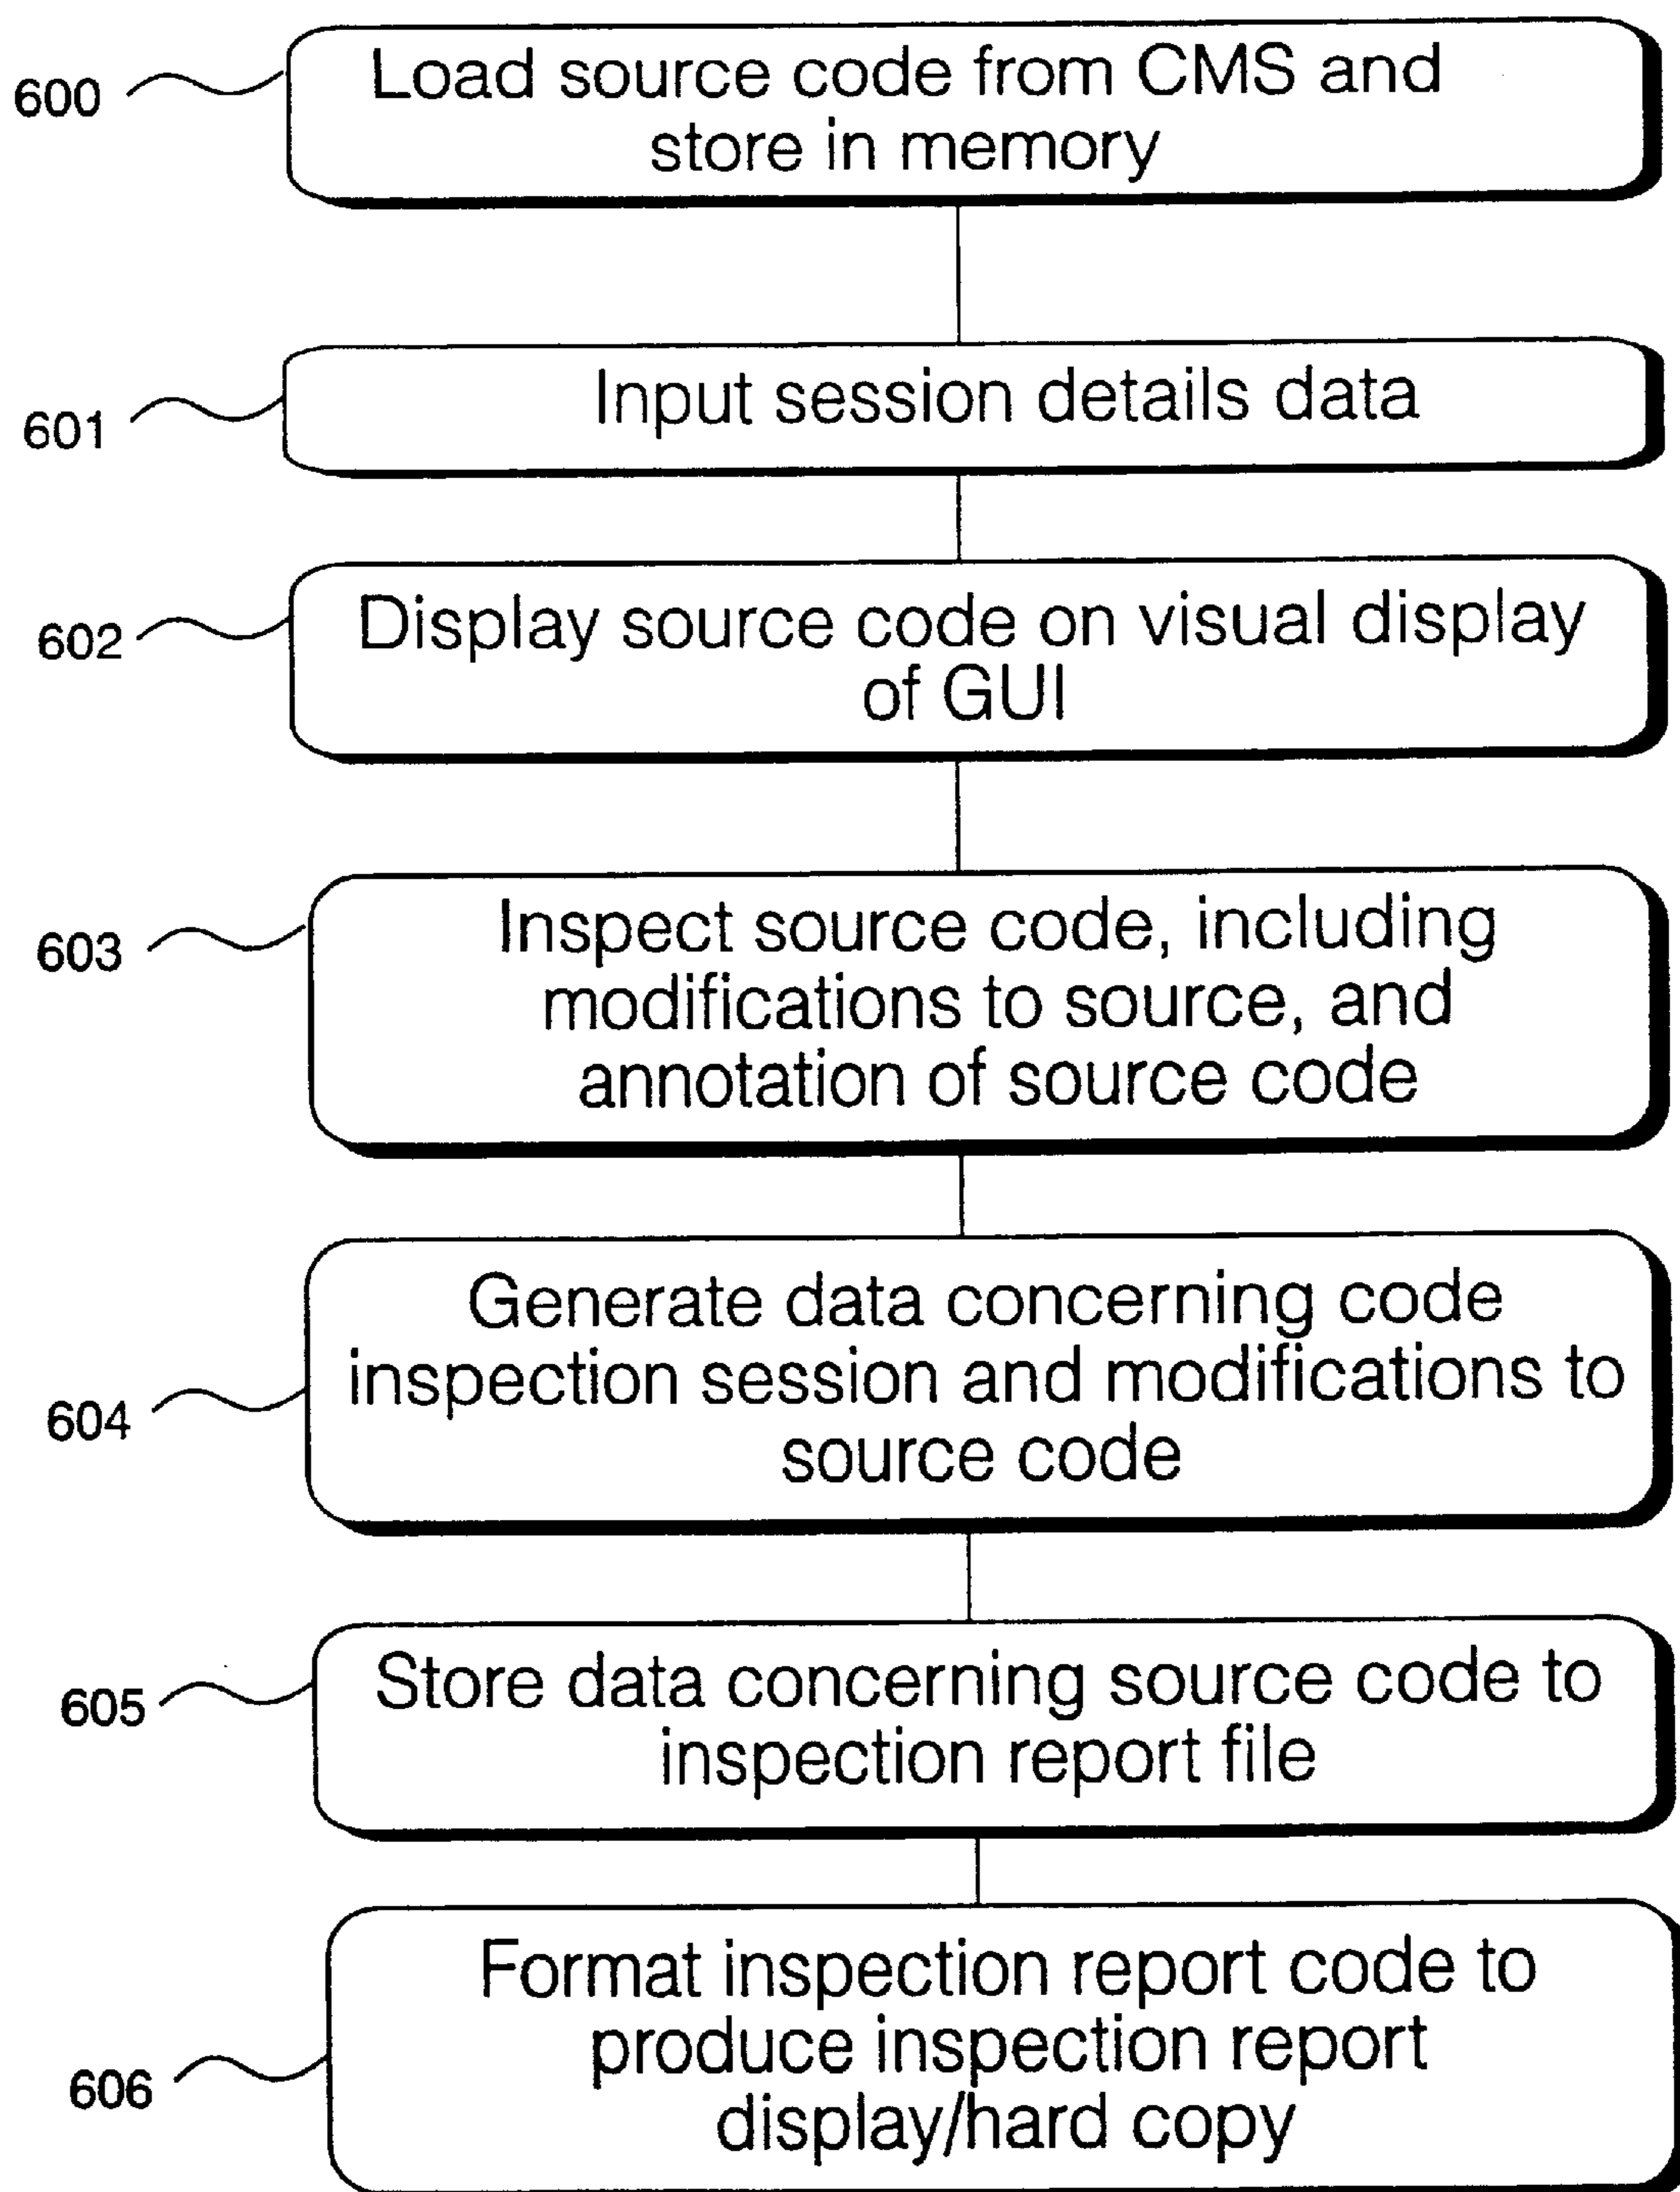 600
Load source code from CMS and
store in memory
601
Input session details data
602
Display source code on visual display
of GUI
603
Inspect source code, including
modifications to source, and
annotation of source code
604
Generate data concerning code
inspection session and modifications to
source code
605
Store data concerning source code to
inspection report file
606
Format inspection report code to
produce inspection report
display/hard copy